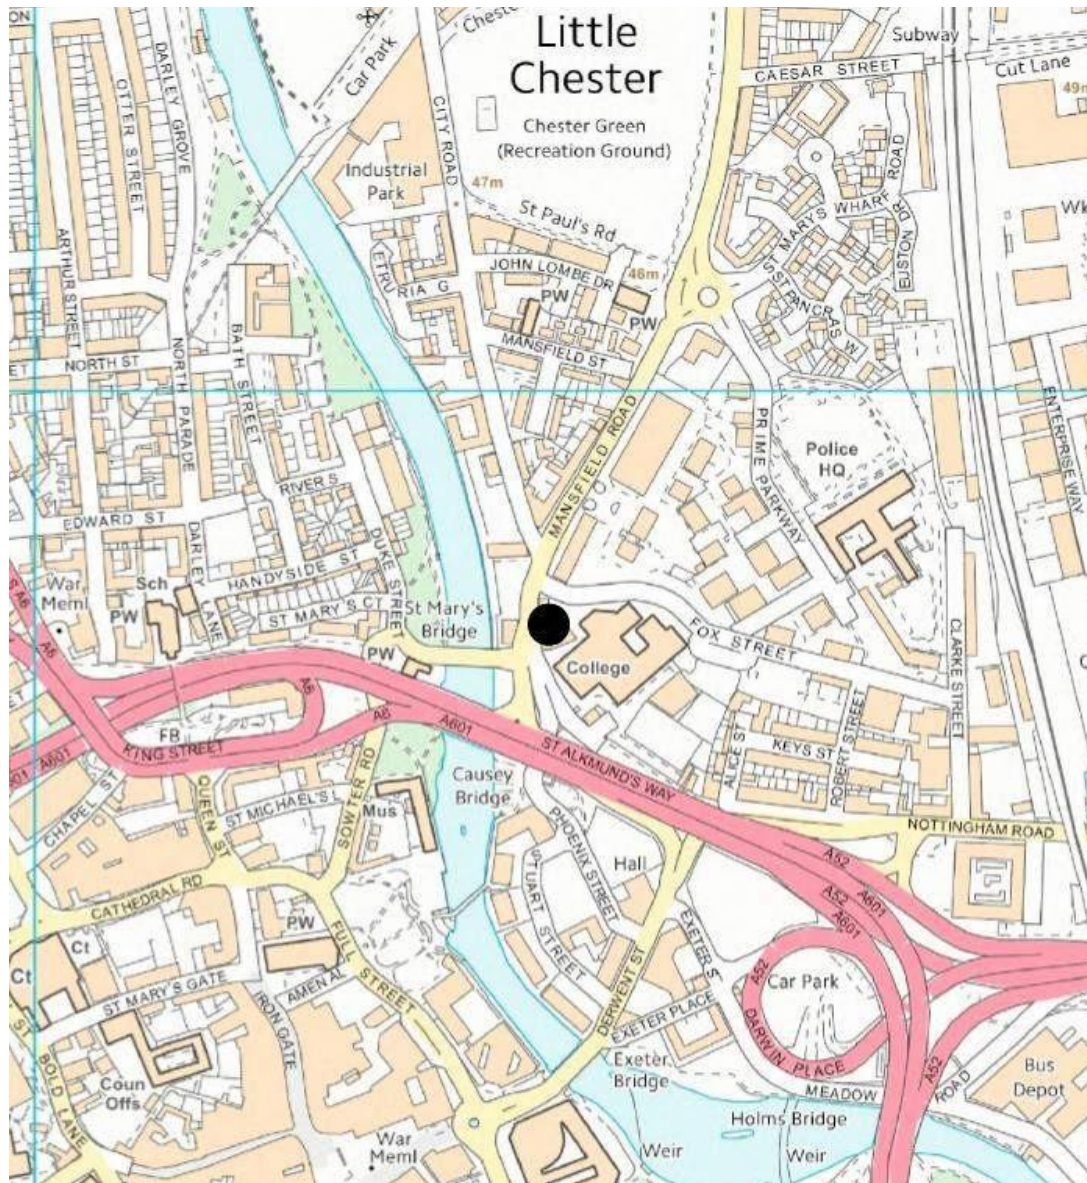 Little
Chester
Chester Green
(Recreation Ground)
Subway
Cut Lane
49m
CAESAR STREET
Car Park
Chester
DARLEY GROVE
OTTER STREET
CITY ROAD
Industrial
Park
47m
St Paul's Rd
ST MARYS WHARF ROAD
ELSTON DR
ARTHUR STREET
ETRURIA G
JOHN LOMBE DR
46m
PW
PW
ST PANCRAS W
MANSFIELD ST
NORTH ST
BATH STREET
NORTH PARADE
MANSFIELD ROAD
PRIME PARKWAY
ENTERPRISE WAY
Police
HQ
RIVER S
EDWARD ST
DARLEY LANE
HANDYSIDE ST
DUKE STREET
ST MARY'S CT
War
Meml
PW
Sch
St Mary's
Bridge
PW
College
FOX STREET
CLARKE STREET
A6
A6
A6
A6
A601
A601
FB
KING STREET
ST ALKMUND'S WAY
ALICE ST
KEYS ST
ROBERT STREET
NOTTINGHAM ROAD
CHAPEL ST
QUEEN ST
ST MICHAEL'S L
SOWTER RD
Mus
Causey
Bridge
PHOENIX STREET
STUART STREET
Hall
A52
A52
A601
A601
CATHEDRAL RD
FULL STREET
PW
Ct
Ct
ST MARY'S GATE
AMEN AL
IRON GATE
DERWENT ST
EXETER S
EXETER PLACE
A52
Car Park
DARWIN PLACE
A52
MEADOW ROAD
Bus
Depot
Exeter
Bridge
Holms Bridge
Weir
Weir
BOLD LANE
Coun
Offs
War
Meml